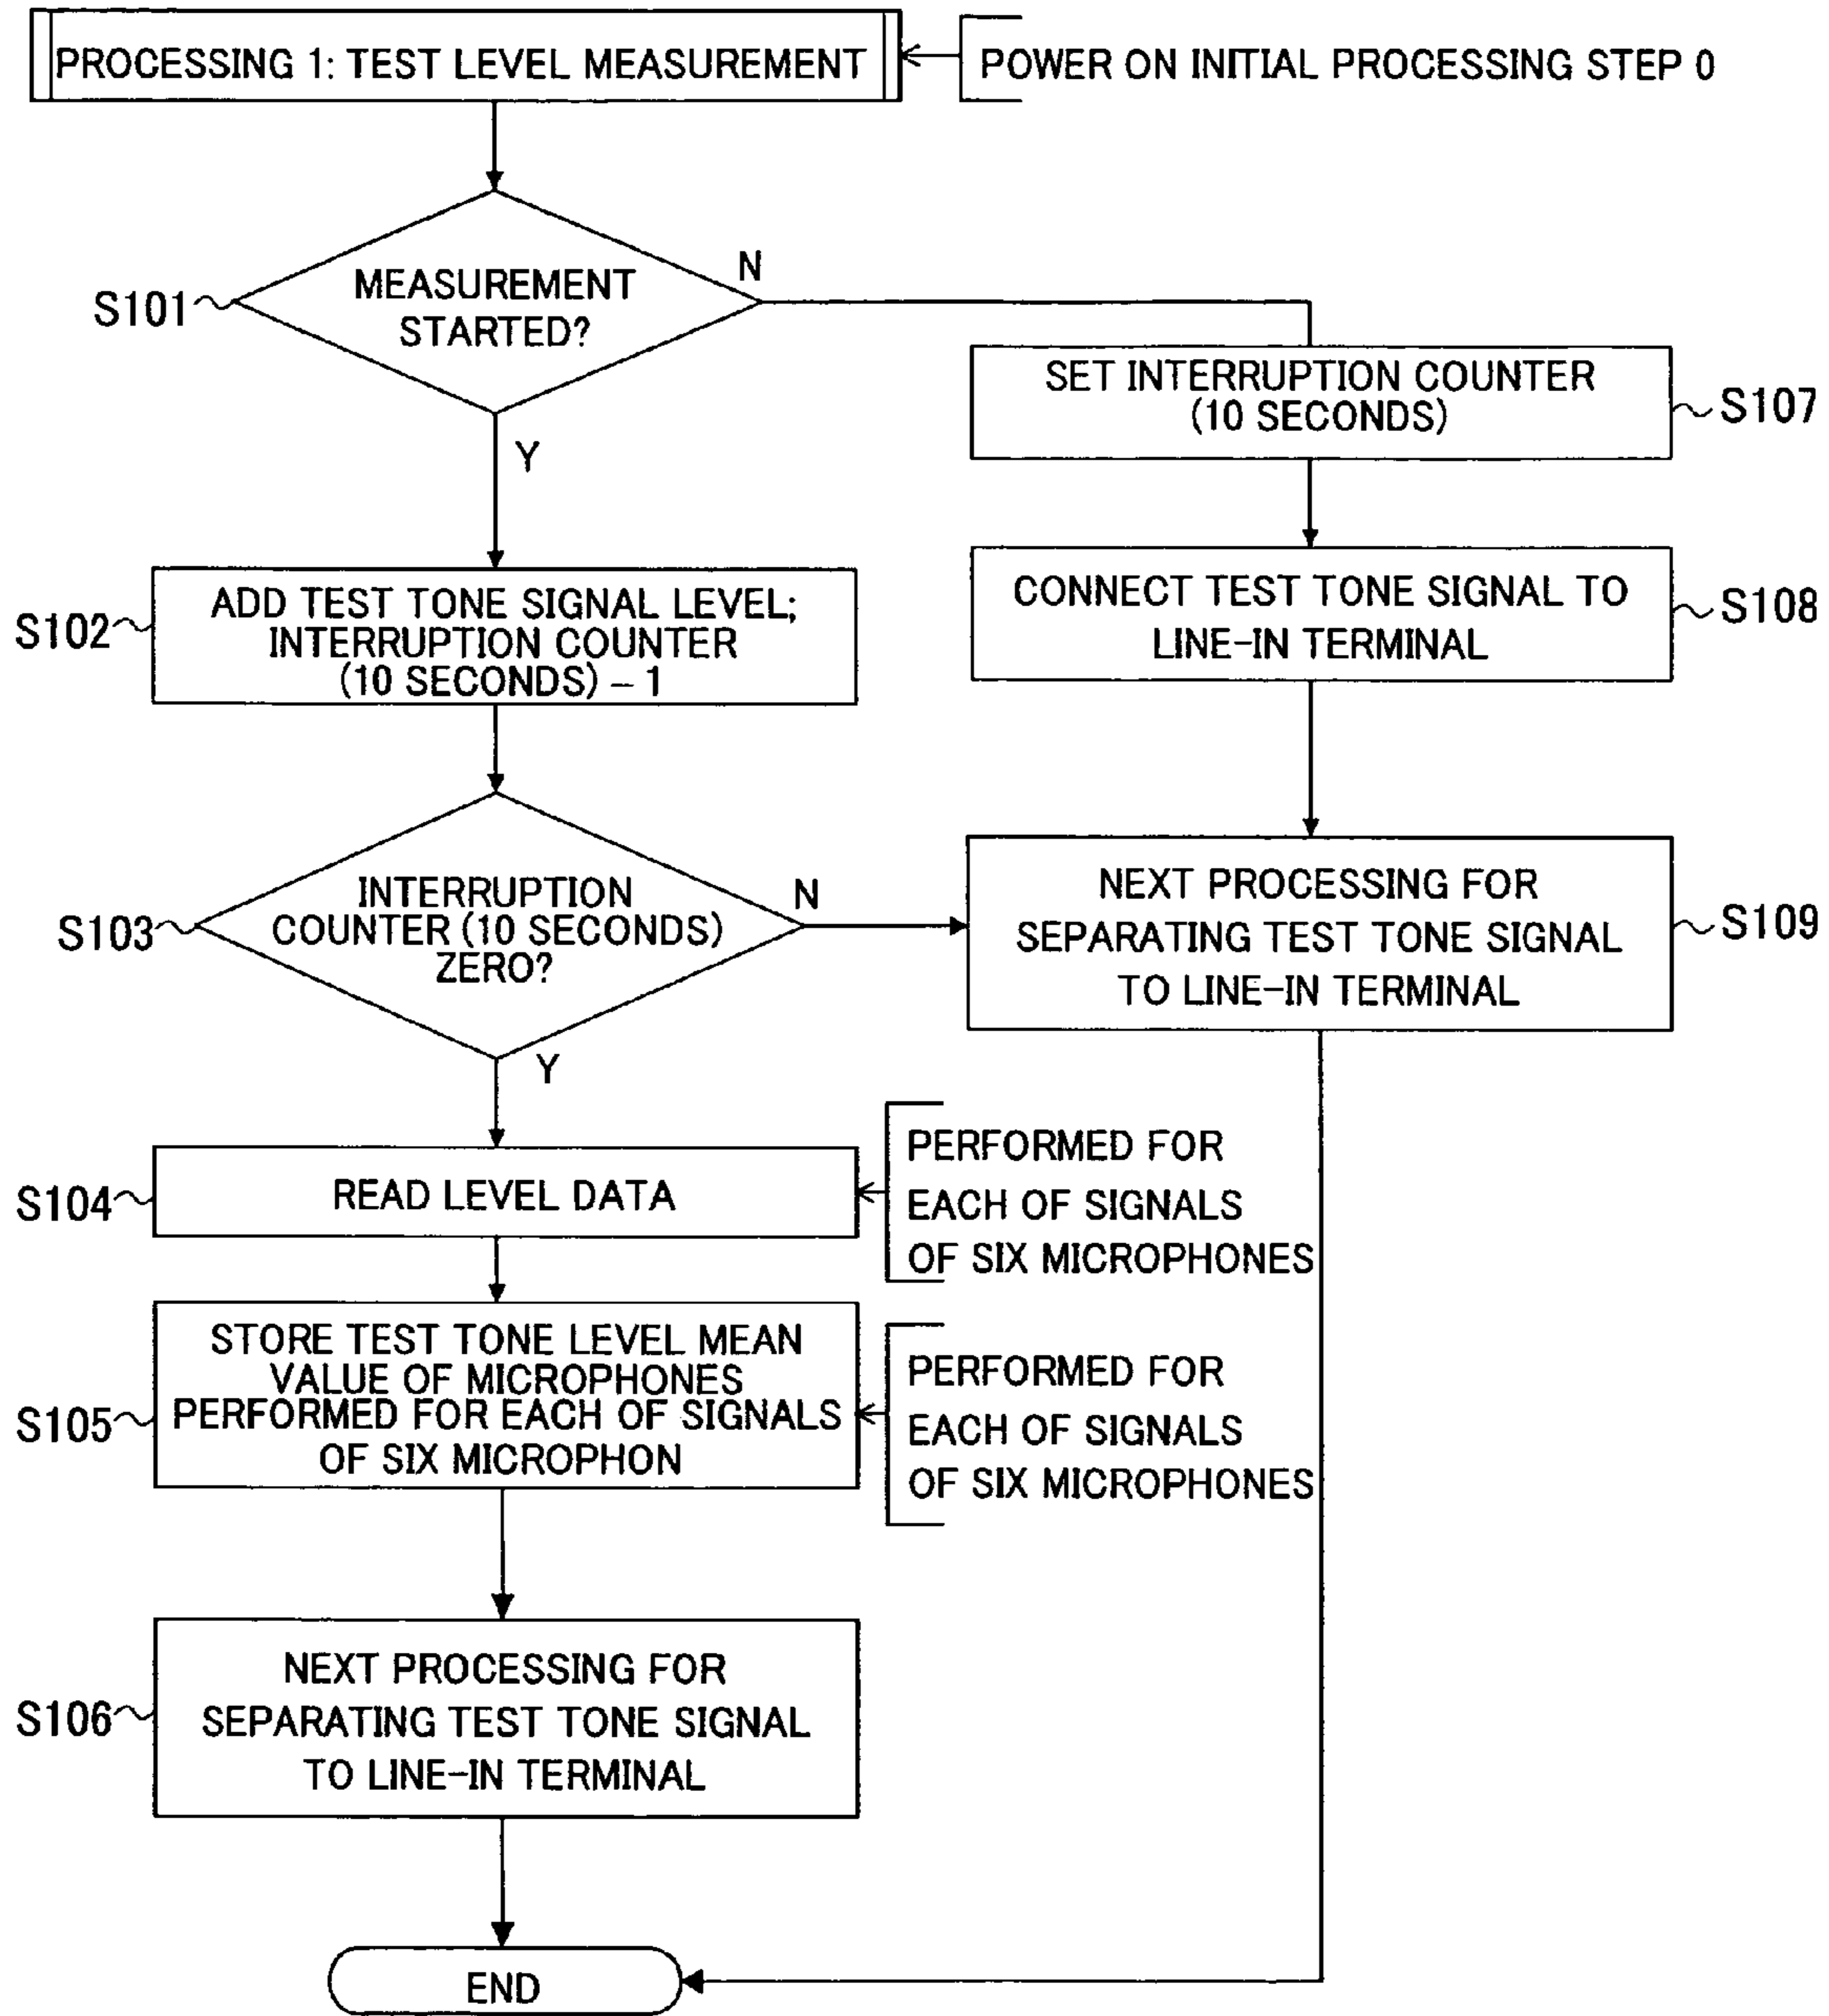 PROCESSING 1: TEST LEVEL MEASUREMENT
POWER ON INITIAL PROCESSING STEP 0
S101
MEASUREMENT
STARTED?
N
Y
SET INTERRUPTION COUNTER
(10 SECONDS)
S107
S102
ADD TEST TONE SIGNAL LEVEL;
INTERRUPTION COUNTER
(10 SECONDS) – 1
CONNECT TEST TONE SIGNAL TO
LINE-IN TERMINAL
S108
S103
INTERRUPTION
COUNTER (10 SECONDS)
ZERO?
N
Y
NEXT PROCESSING FOR
SEPARATING TEST TONE SIGNAL
TO LINE-IN TERMINAL
S109
S104
READ LEVEL DATA
PERFORMED FOR
EACH OF SIGNALS
OF SIX MICROPHONES
S105
STORE TEST TONE LEVEL MEAN
VALUE OF MICROPHONES
PERFORMED FOR EACH OF SIGNALS
OF SIX MICROPHON
PERFORMED FOR
EACH OF SIGNALS
OF SIX MICROPHONES
S106
NEXT PROCESSING FOR
SEPARATING TEST TONE SIGNAL
TO LINE-IN TERMINAL
END